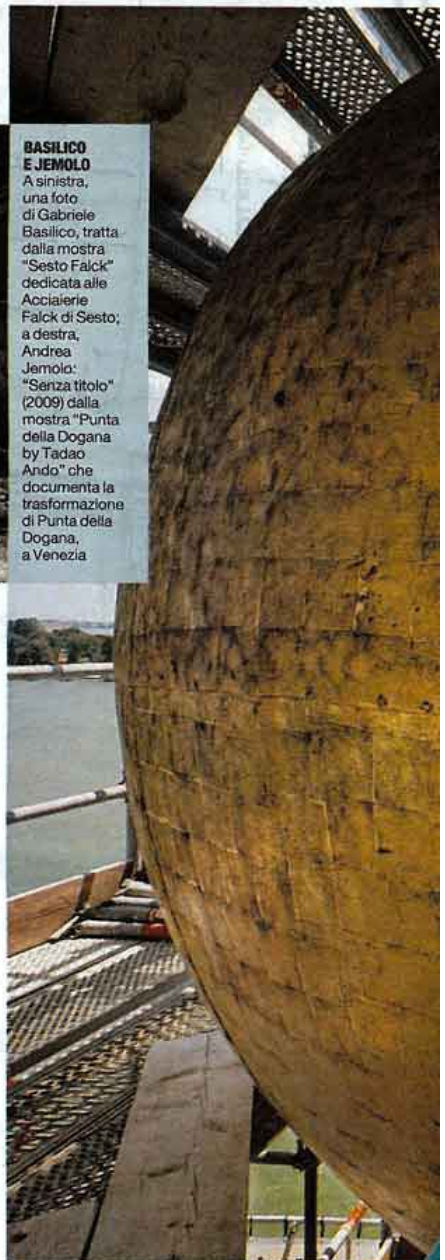 BASILICO
E JEMOLO
A sinistra,
una foto
di Gabriele
Basilico, tratta
dalla mostra
"Sesto Falck"
dedicata alle
Acciaierie
Falck di Sesto;
a destra,
Andrea
Jemolo:
"Senza titolo"
(2009) dalla
mostra "Punta
della Dogana
by Tadao
Ando" che
documenta la
trasformazione
di Punta della
Dogana,
a Venezia